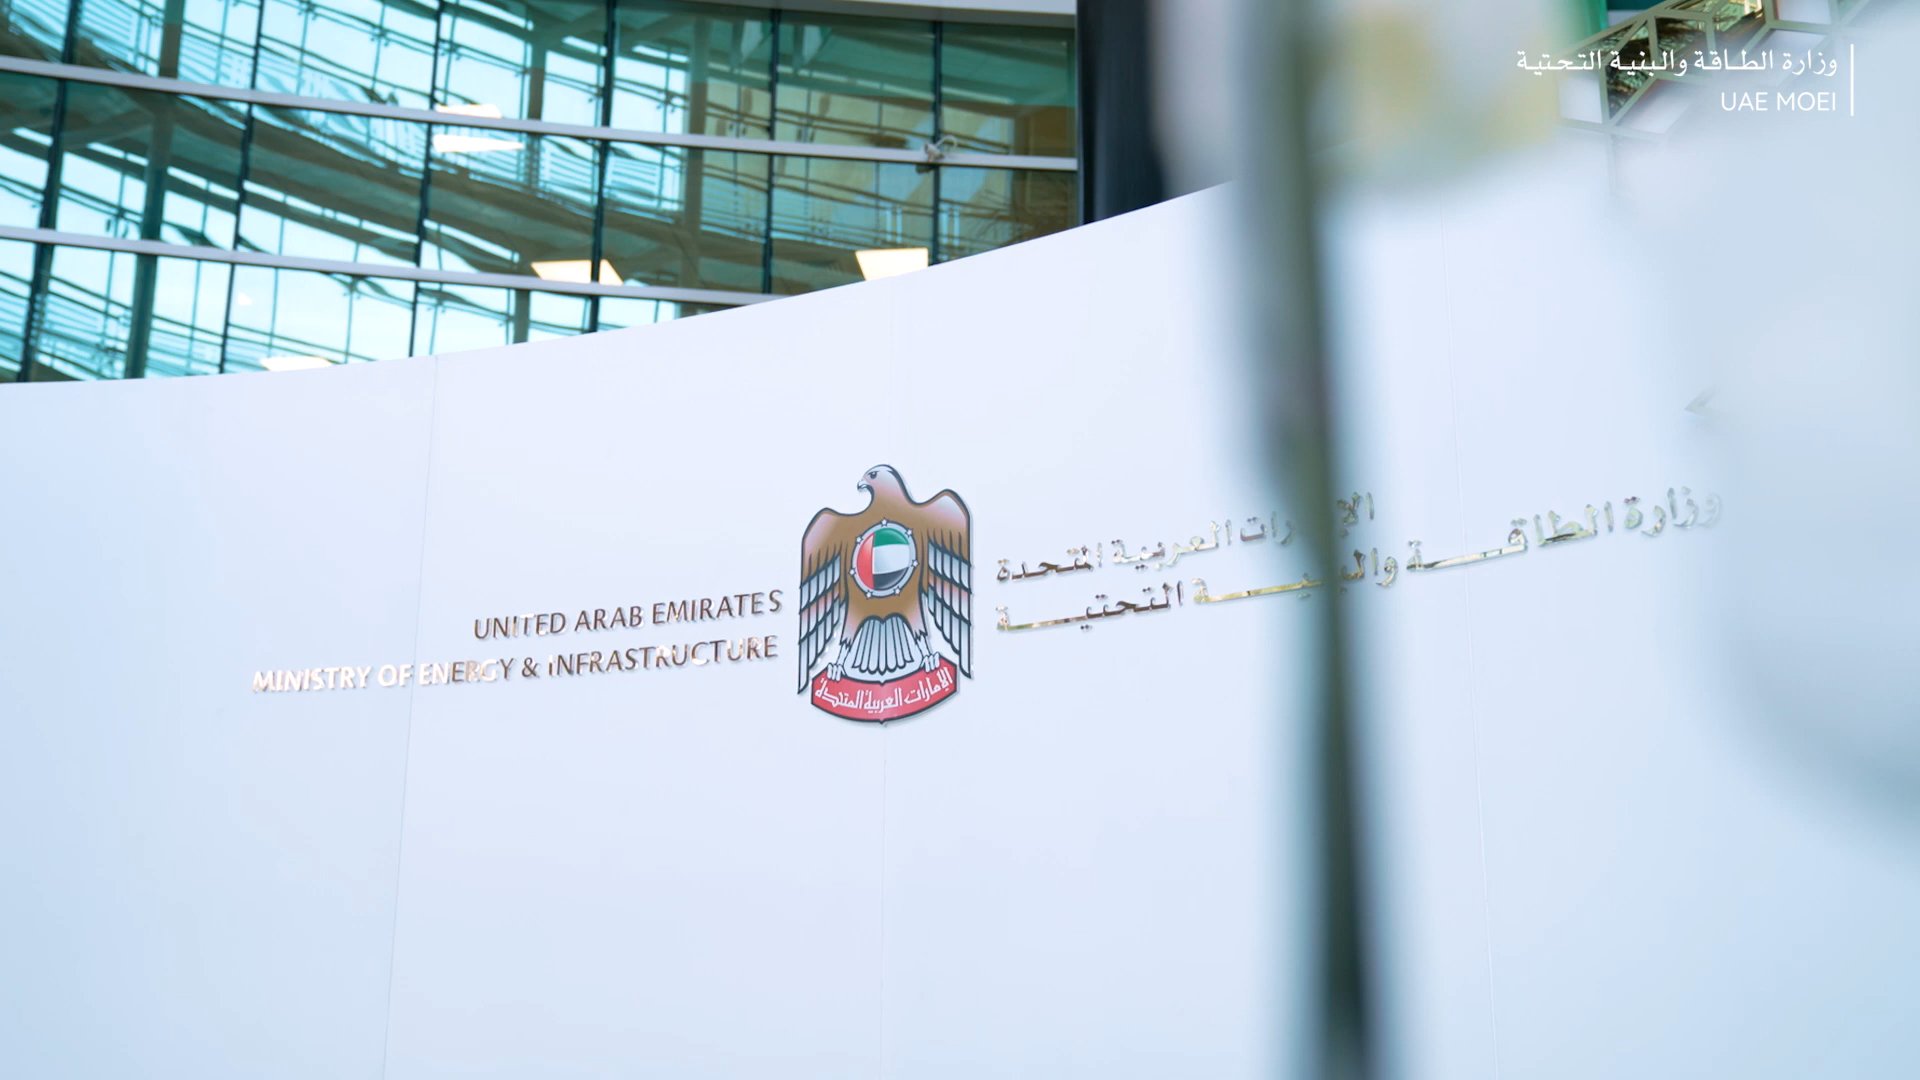 وزارة الطاقة والبنية التحتية
UAE MOEI
UNITED ARAB EMIRATES
MINISTRY OF ENERGY & INFRASTRUCTURE
الإمارات العربية المتحدة
وزارة الطاقة والبنية التحتية
الإمارات العربية المتحدة